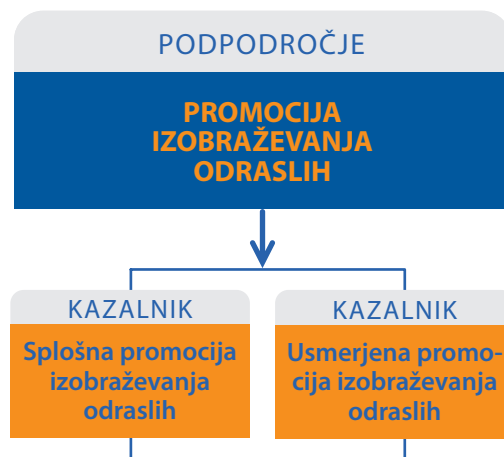 PODPODROČJE
PROMOCIJA
IZOBRAŽEVANJA
ODRASLIH
KAZALNIK
Splošna promocija
izobraževanja
odraslih
KAZALNIK
Usmerjena promo-
cija izobraževanja
odraslih